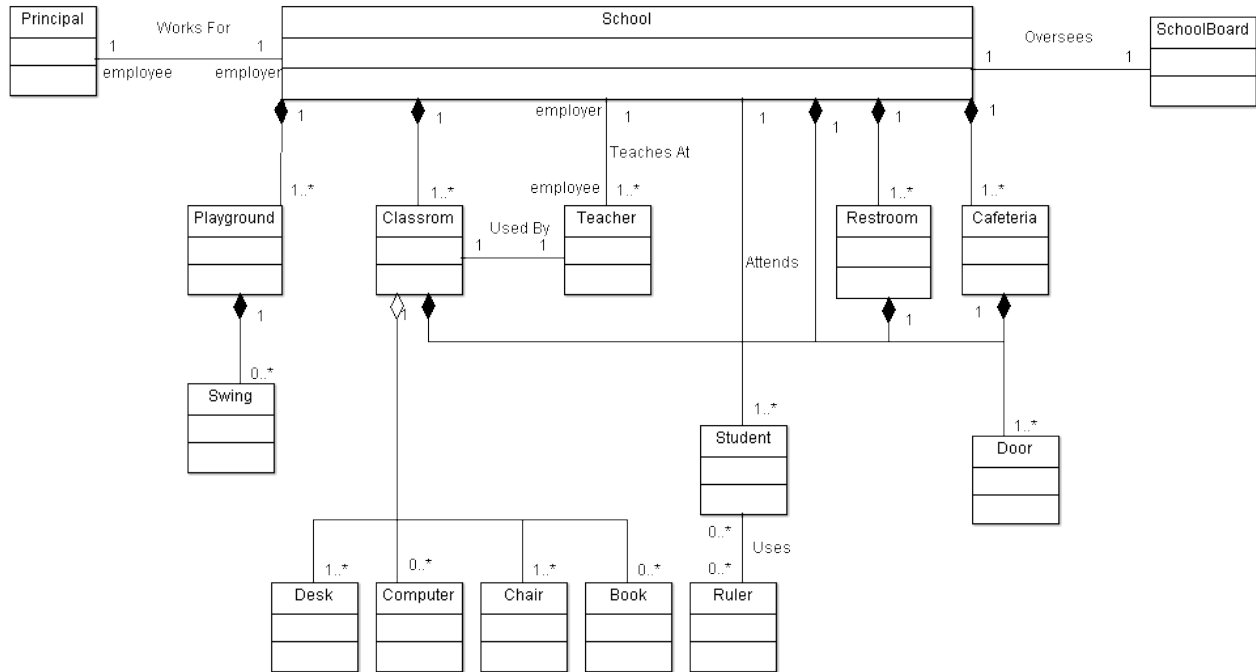 Principal
School
SchoolBoard
Works For
1
1
employee
employer
Oversees
1
1
1
1
employer
1
1
1
1
1
Teaches At
1..*
1..*
employee
1..*
1..*
1..*
Playground
Classrom
Teacher
Restroom
Cafeteria
Used By
1
1
Attends
1
1
1
1
0..*
Swing
1..*
1..*
Student
Door
0..*
Uses
1..*
0..*
1..*
0..*
0..*
Desk
Computer
Chair
Book
Ruler